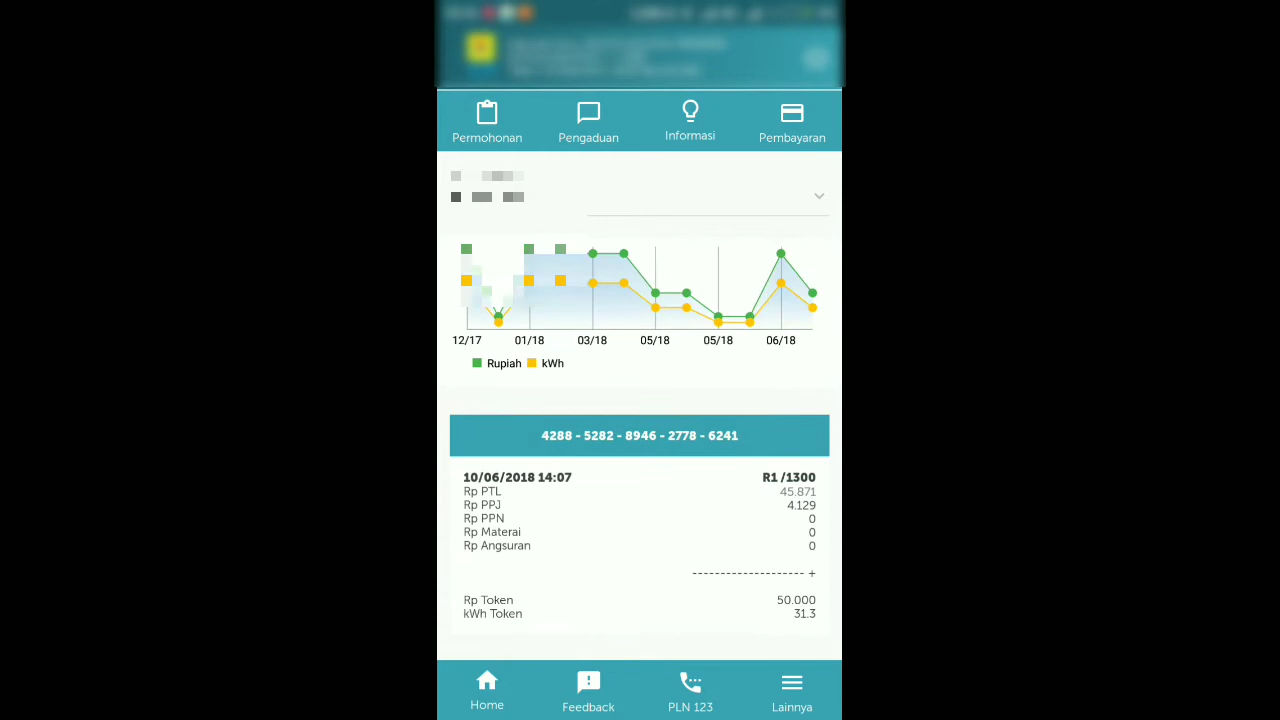 Permohonan
Pengaduan
Informasi
Pembayaran
12/17
01/18
03/18
05/18
05/18
06/18
Rupiah
kWh
4288 - 5282 - 8946 - 2778 - 6241
10/06/2018 14:07 R1 /1300
Rp PTL 45.871
Rp PPJ 4.129
Rp PPN 0
Rp Materai 0
Rp Angsuran 0
-------------------- +
Rp Token 50.000
kWh Token 31.3
Home
Feedback
PLN 123
Lainnya